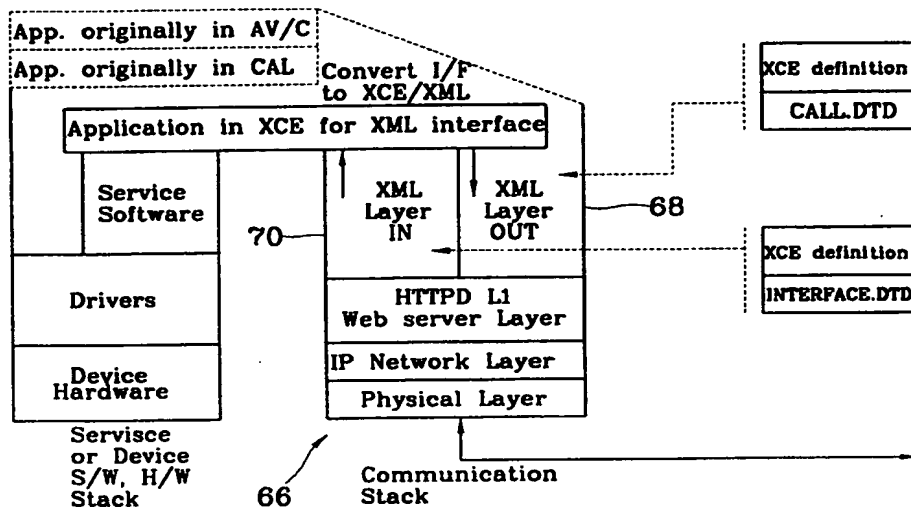 App. originally in AV/C
App. originally in CAL
Convert I/F
to XCE/XML
Application in XCE for XML interface
Service
Software
Drivers
Device
Hardware
Servisce
or Device
S/W, H/W
Stack
70
XML
Layer
IN
XML
Layer
OUT
68
HTTPD L1
Web server Layer
IP Network Layer
Physical Layer
66
Communication
Stack
XCE definition
CALL.DTD
XCE definition
INTERFACE.DTD